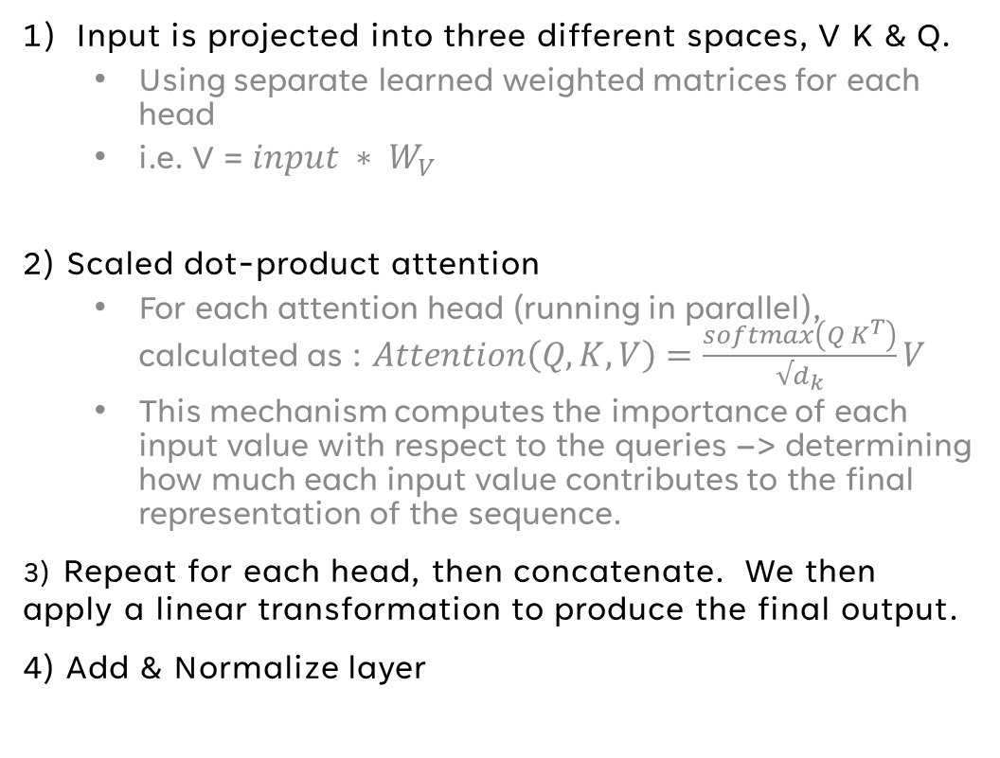 1)  Input is projected into three different spaces, V K & Q.
• Using separate learned weighted matrices for each
head
• i.e. V = input * W_V
2) Scaled dot-product attention
• For each attention head (running in parallel),
calculated as : Attention(Q, K, V) = softmax(Q K^T) / √d_k V
• This mechanism computes the importance of each
input value with respect to the queries –> determining
how much each input value contributes to the final
representation of the sequence.
3) Repeat for each head, then concatenate.  We then
apply a linear transformation to produce the final output.
4) Add & Normalize layer